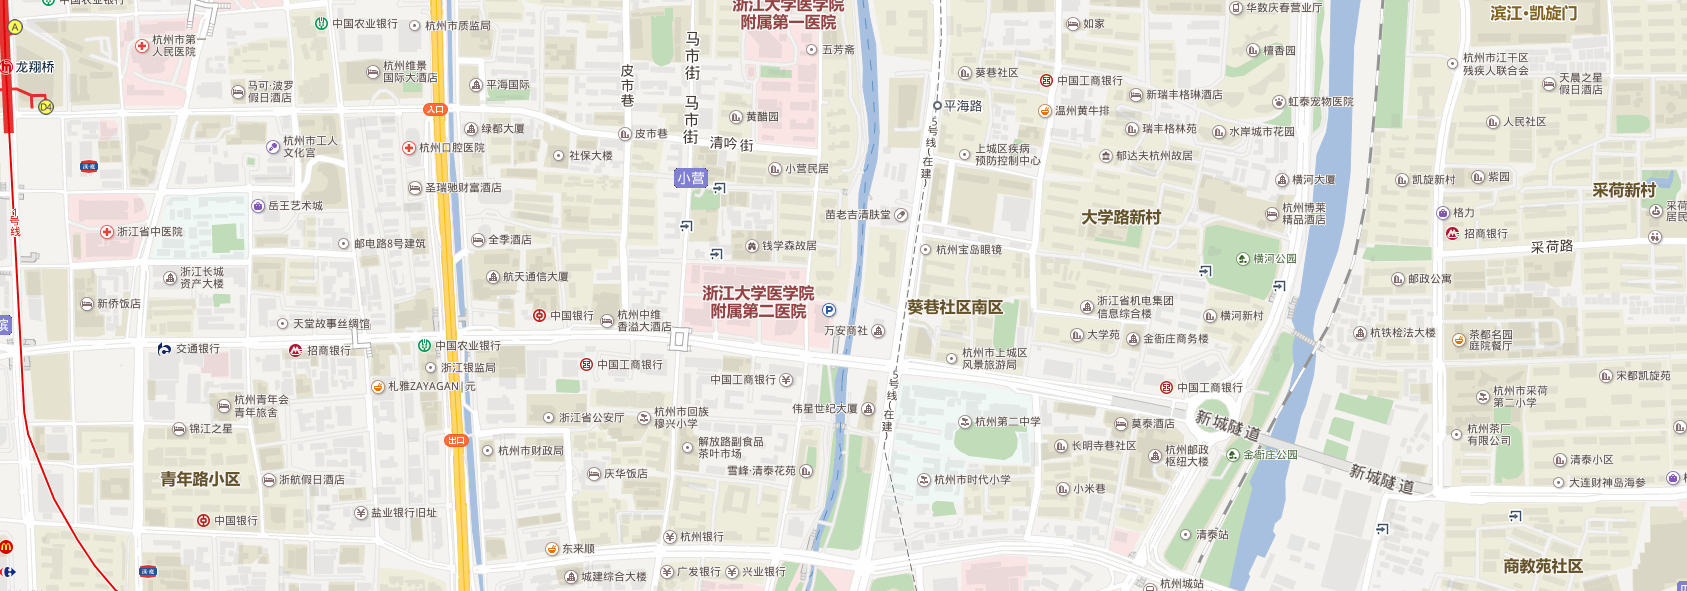 中国农业银行
浙江大学医学院
附属第一医院
华数庆春营业厅
滨江·凯旋门
A
中国农业银行
杭州市质监局
如家
杭州市第一
人民医院
马市街
五芳斋
檀香园
杭州市江干区
残疾人联合会
龙翔桥
杭州维景
国际大酒店
皮市巷
葵巷社区
中国工商银行
天晨之星
假日酒店
马可·波罗
假日酒店
平海国际
新瑞丰格琳酒店
虹泰宠物医院
D4
入口
马市街
平海路
温州黄牛排
黄醋园
人民社区
绿都大厦
皮市巷
瑞丰格林苑
水岸城市花园
杭州市工人
文化宫
杭州口腔医院
清吟街
5号线(在建)
社保大楼
上城区疾病
预防控制中心
郁达夫杭州故居
小营
小营民居
横河大厦
凯旋新村
紫园
采荷新村
圣瑞驰财富酒店
岳王艺术城
苗老吉清肤堂
大学路新村
杭州博莱
精品酒店
格力
采荷
居民
号线
浙江省中医院
招商银行
邮电路8号建筑
全季酒店
钱学森故居
杭州宝岛眼镜
采荷路
横河公园
浙江长城
资产大楼
航天通信大厦
邮政公寓
浙江大学医学院
附属第二医院
新侨饭店
葵巷社区南区
浙江省机电集团
信息综合楼
P
滨
天堂故事丝绸馆
中国银行
杭州中维
香溢大酒店
横河新村
万安商社
大学苑
金衙庄商务楼
杭铁检法大楼
茶都名园
庭院餐厅
交通银行
招商银行
中国农业银行
杭州市上城区
风景旅游局
浙江银监局
中国工商银行
5号线(在建)
中国工商银行
札雅ZAYAGAN
元
中国工商银行
宋都凯旋苑
杭州青年会
青年旅舍
杭州市采荷
第二小学
伟星世纪大厦
浙江省公安厅
杭州市回族
穆兴小学
杭州第二中学
莫泰酒店
新城隧道
锦江之星
出口
杭州茶厂
有限公司
杭州市财政局
解放路副食品
茶叶市场
长明寺巷社区
杭州邮政
枢纽大楼
金衙庄公园
清泰小区
青年路小区
浙航假日酒店
庆华饭店
雪峰·清泰花苑
杭州市时代小学
小米巷
新城隧道
大连财神岛海参
盐业银行旧址
中国银行
杭州银行
清泰站
东来顺
城建综合大楼
广发银行
兴业银行
杭州城站
商教苑社区